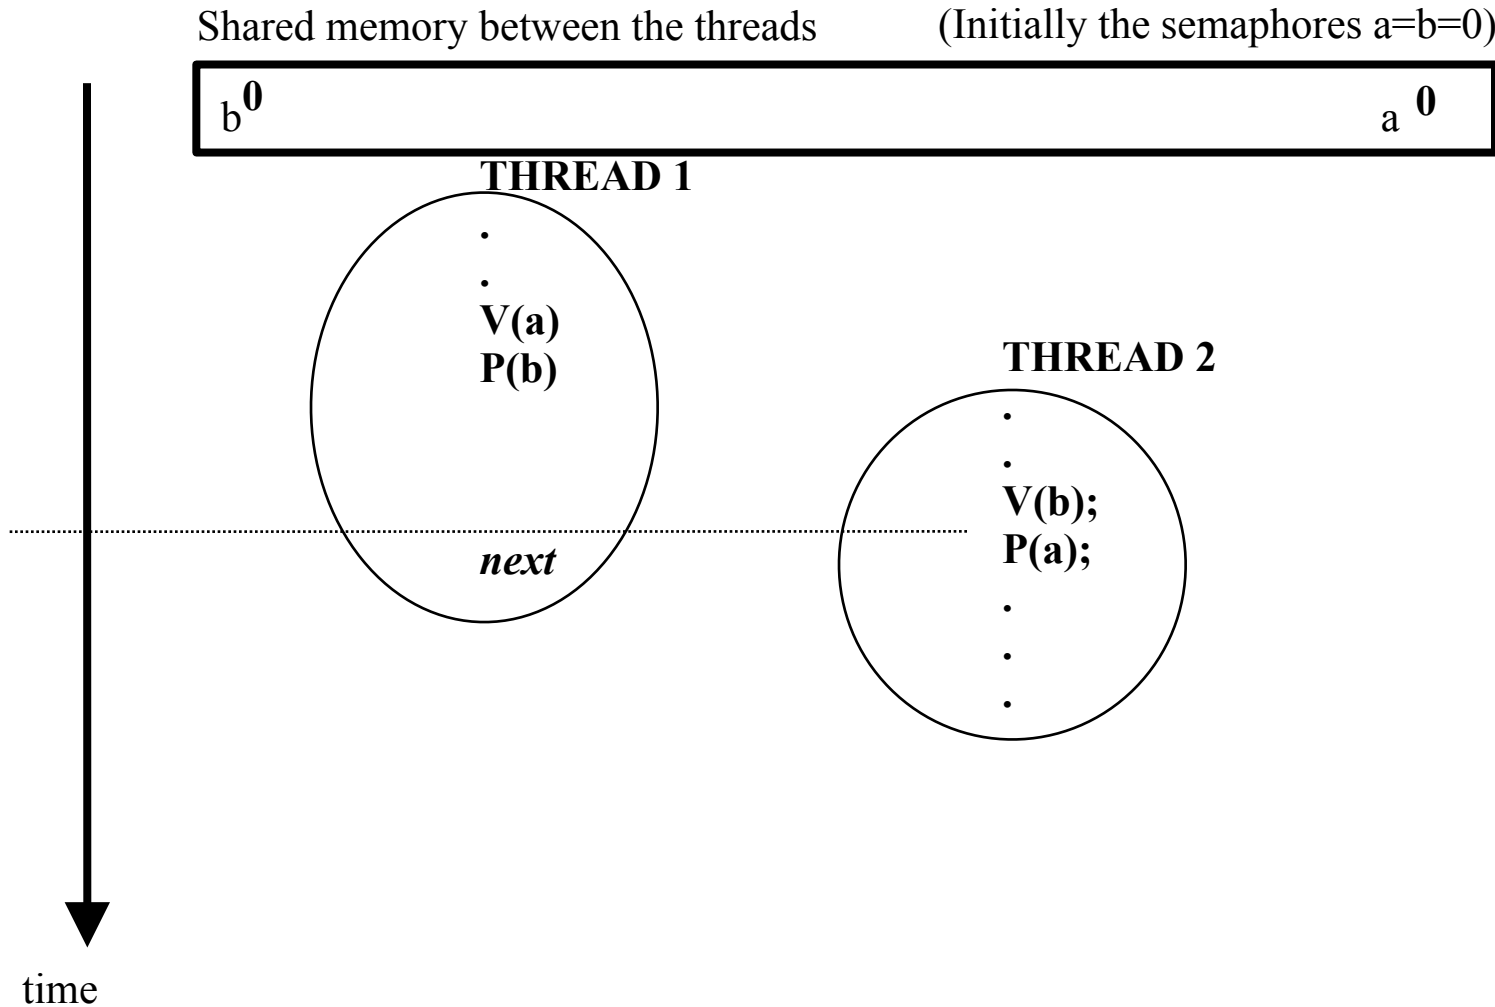 Shared memory between the threads (Initially the semaphores a=b=0)
b0 a 0
THREAD 1
.
.
V(a)
P(b)
next
THREAD 2
.
.
V(b);
P(a);
.
.
.
time